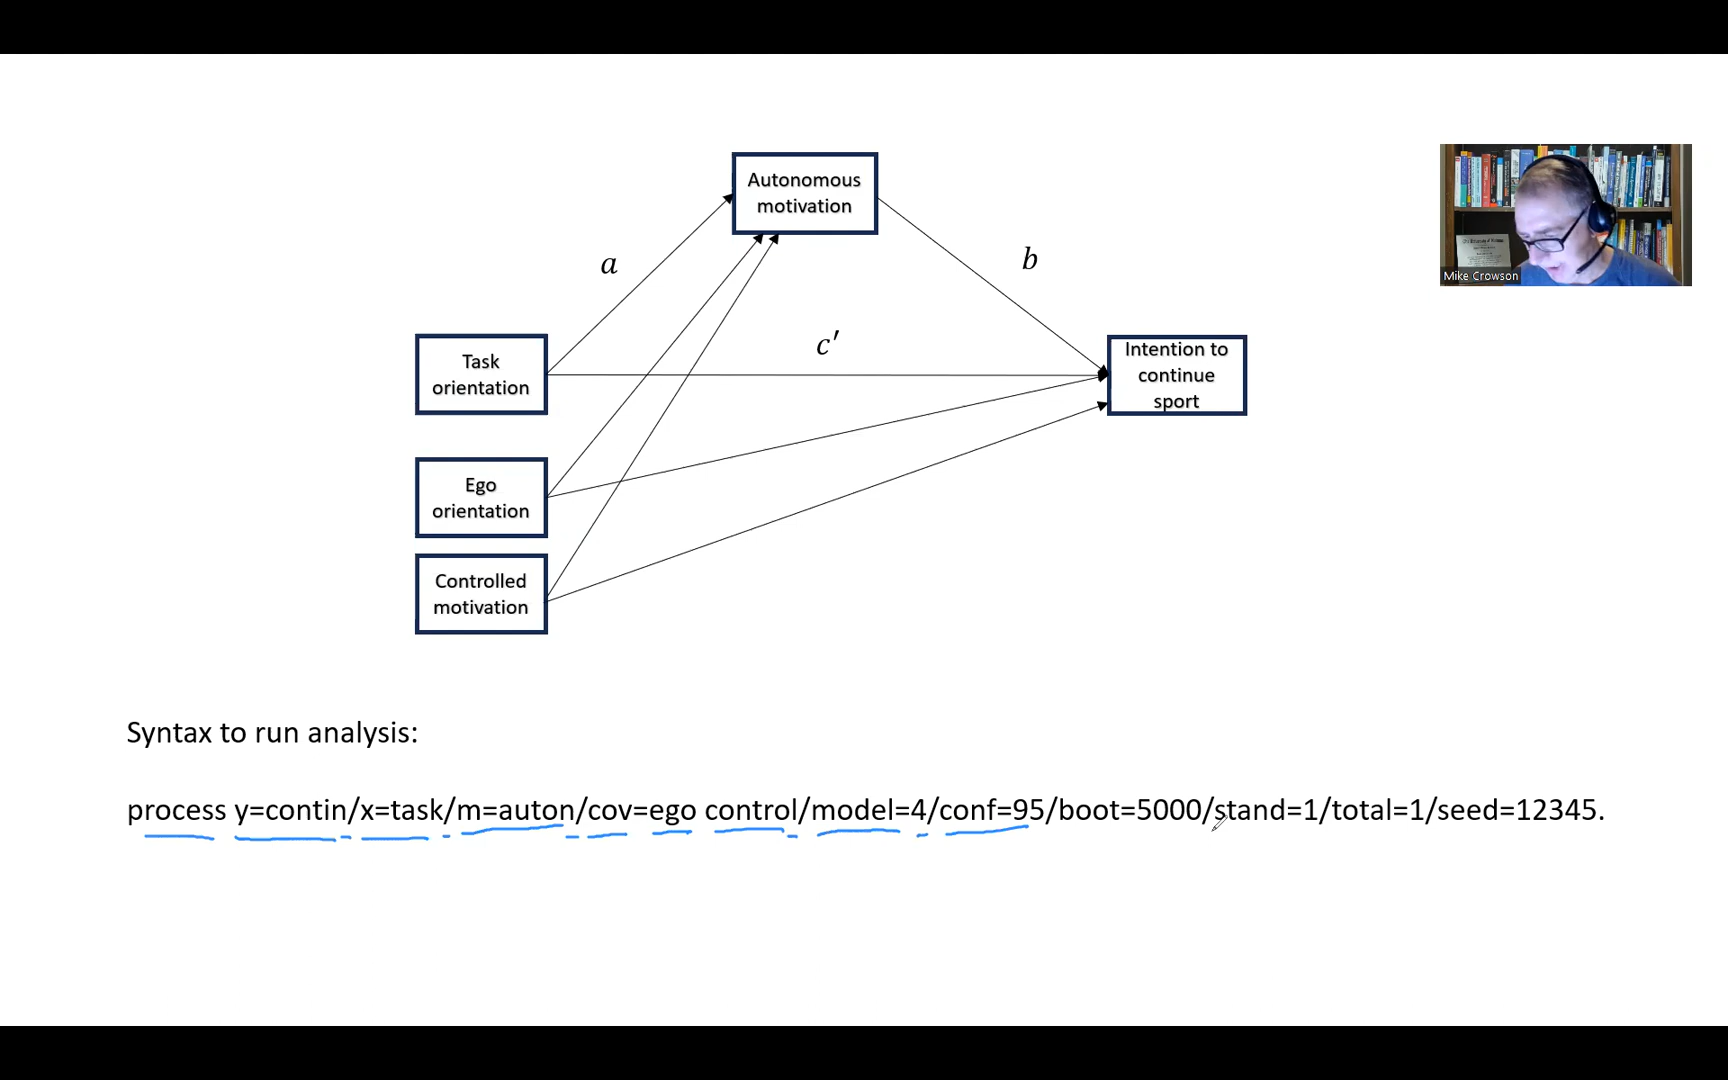 Autonomous
motivation
a
b
Task
orientation
c′
Intention to
continue
sport
Ego
orientation
Controlled
motivation
Mike Crowson
Syntax to run analysis:
process y=contin/x=task/m=auton/cov=ego control/model=4/conf=95/boot=5000/stand=1/total=1/seed=12345.